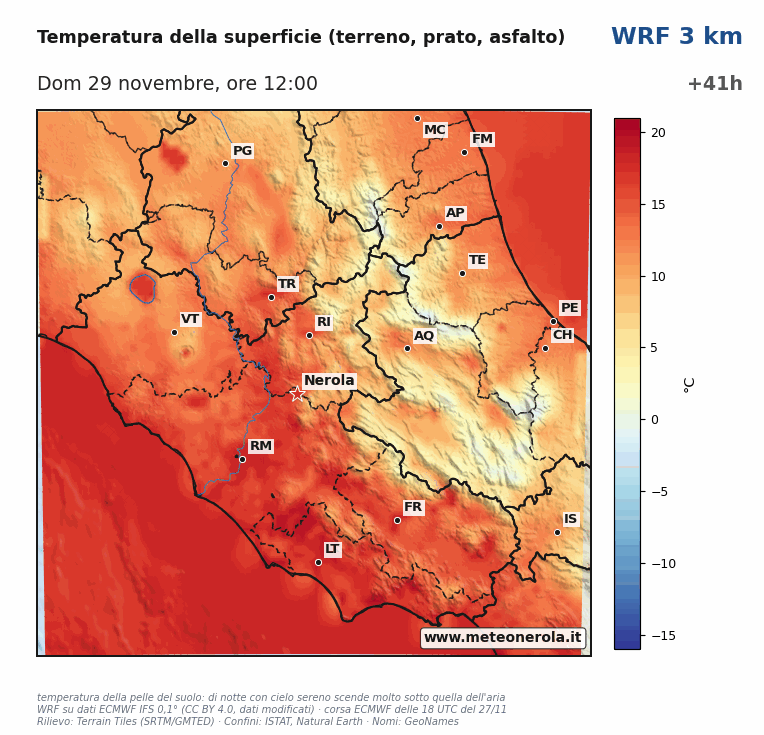 Temperatura della superficie (terreno, prato, asfalto)
WRF 3 km
Dom 29 novembre, ore 12:00
+41h
MC
FM
PG
AP
TE
TR
PE
VT
RI
AQ
CH
Nerola
RM
FR
IS
LT
www.meteonerola.it
20
15
10
5
0
−5
−10
−15
°C
temperatura della pelle del suolo: di notte con cielo sereno scende molto sotto quella dell'aria
WRF su dati ECMWF IFS 0,1° (CC BY 4.0, dati modificati) · corsa ECMWF delle 18 UTC del 27/11
Rilievo: Terrain Tiles (SRTM/GMTED) · Confini: ISTAT, Natural Earth · Nomi: GeoNames